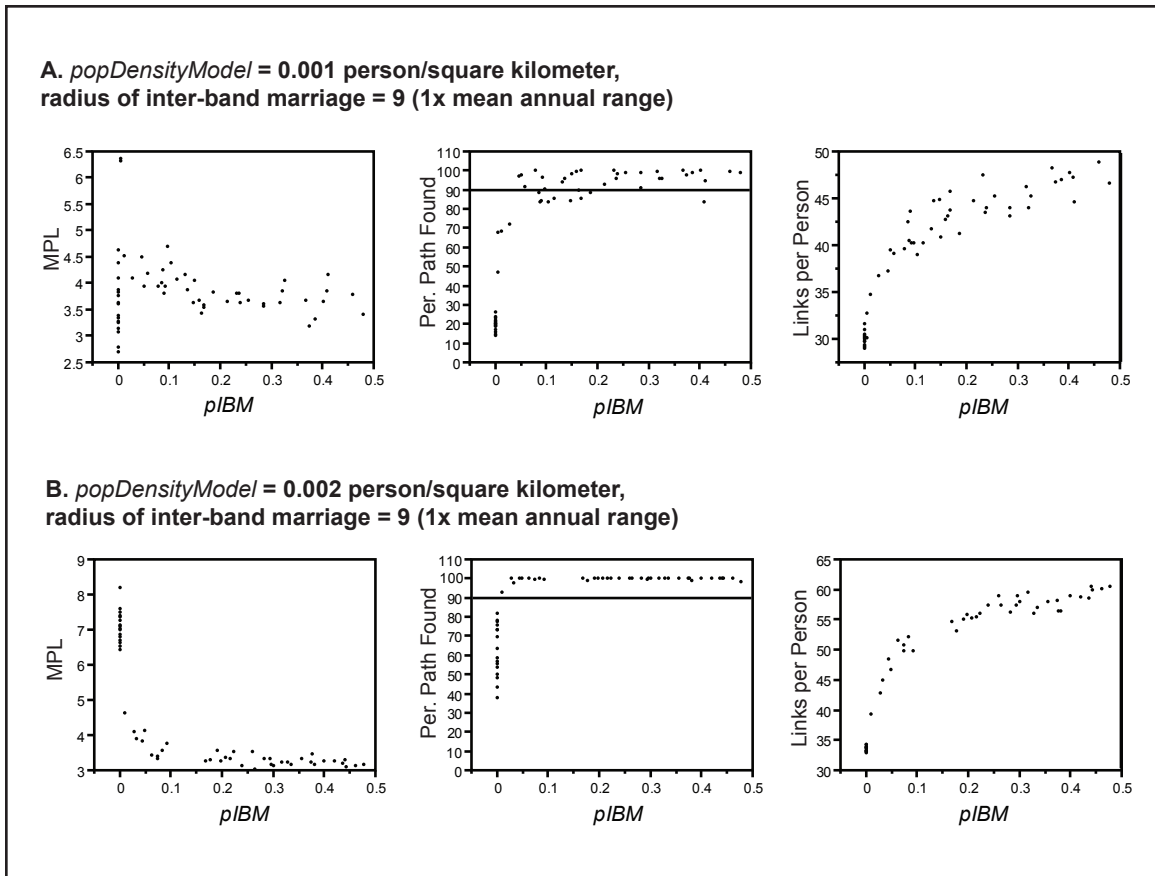 A. popDensityModel = 0.001 person/square kilometer,
radius of inter-band marriage = 9 (1x mean annual range)
MPL
6.5
6
5.5
5
4.5
4
3.5
3
2.5
0 0.1 0.2 0.3 0.4 0.5
pIBM
Per. Path Found
110
100
90
80
70
60
50
40
30
20
10
0
0 0.1 0.2 0.3 0.4 0.5
pIBM
Links per Person
50
45
40
35
30
0 0.1 0.2 0.3 0.4 0.5
pIBM
B. popDensityModel = 0.002 person/square kilometer,
radius of inter-band marriage = 9 (1x mean annual range)
MPL
9
8
7
6
5
4
3
0 0.1 0.2 0.3 0.4 0.5
pIBM
Per. Path Found
110
100
90
80
70
60
50
40
30
20
10
0
0 0.1 0.2 0.3 0.4 0.5
pIBM
Links per Person
65
60
55
50
45
40
35
30
0 0.1 0.2 0.3 0.4 0.5
pIBM